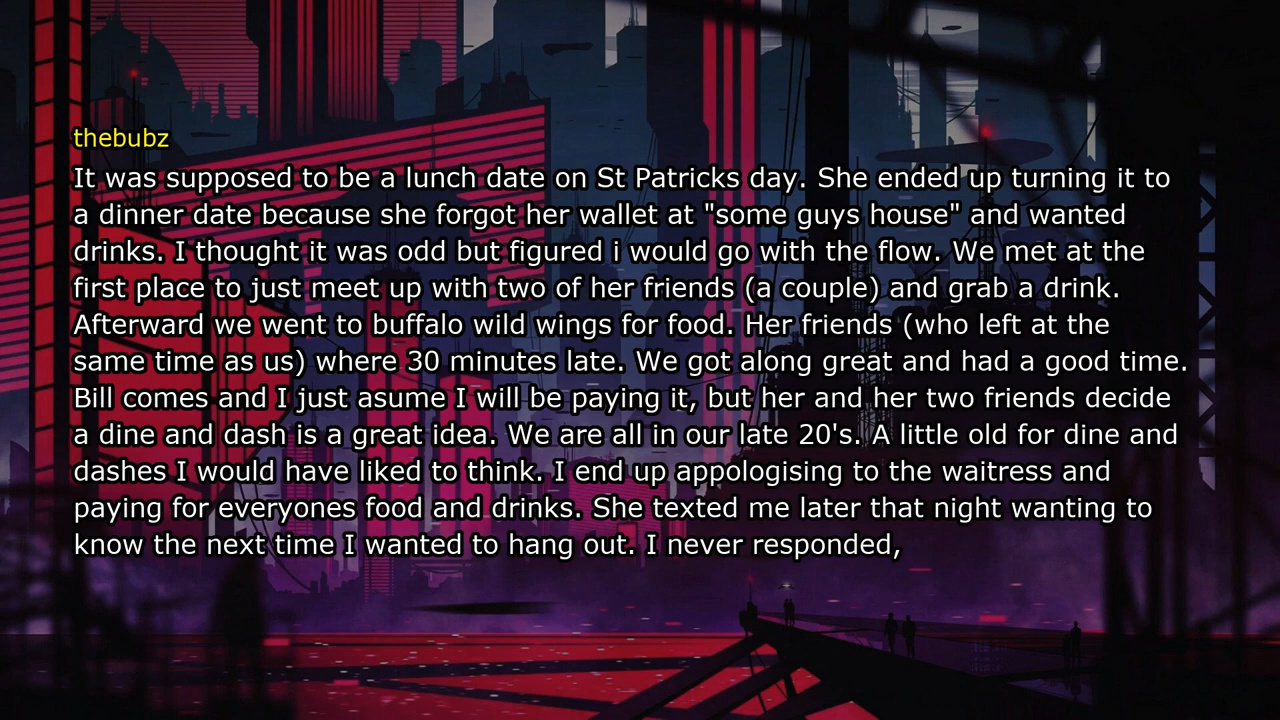 thebubz
It was supposed to be a lunch date on St Patricks day. She ended up turning it to
a dinner date because she forgot her wallet at "some guys house" and wanted
drinks. I thought it was odd but figured i would go with the flow. We met at the
first place to just meet up with two of her friends (a couple) and grab a drink.
Afterward we went to buffalo wild wings for food. Her friends (who left at the
same time as us) where 30 minutes late. We got along great and had a good time.
Bill comes and I just asume I will be paying it, but her and her two friends decide
a dine and dash is a great idea. We are all in our late 20's. A little old for dine and
dashes I would have liked to think. I end up appologising to the waitress and
paying for everyones food and drinks. She texted me later that night wanting to
know the next time I wanted to hang out. I never responded,